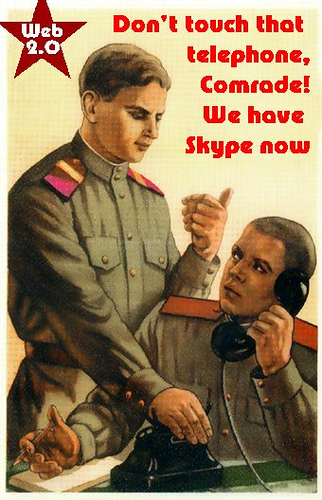 Web
2.0
Don't touch that
telephone,
Comrade!
We have
Skype now